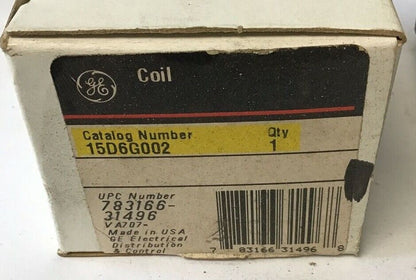 GE
Coil
Catalog Number Qty
15D6G002 1
UPC Number
783166-
31496
VA707-
Made in USA
GE Electrical
Distribution
& Control
7 83166 31496 8